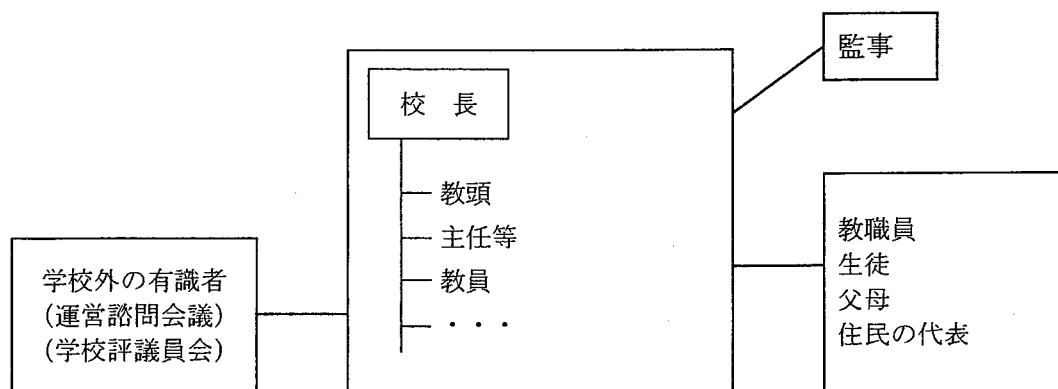 監事
校 長
教頭
主任等
教員
・・・
学校外の有識者
(運営諮問会議)
(学校評議員会)
教職員
生徒
父母
住民の代表